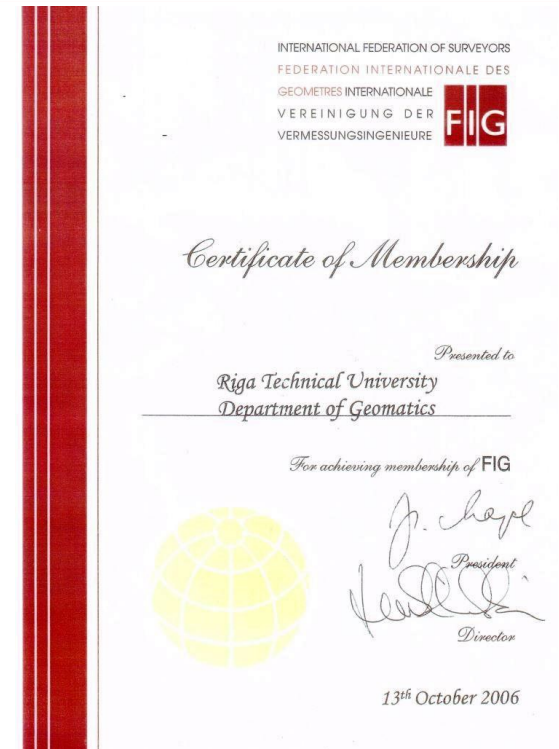 INTERNATIONAL FEDERATION OF SURVEYORS
FEDERATION INTERNATIONALE DES
GEOMETRES INTERNATIONALE
VEREINIGUNG DER
VERMESSUNGSINGENIEURE
FIG
Certificate of Membership
Presented to
Riga Technical University
Department of Geomatics
For achieving membership of FIG
President
Director
13th October 2006